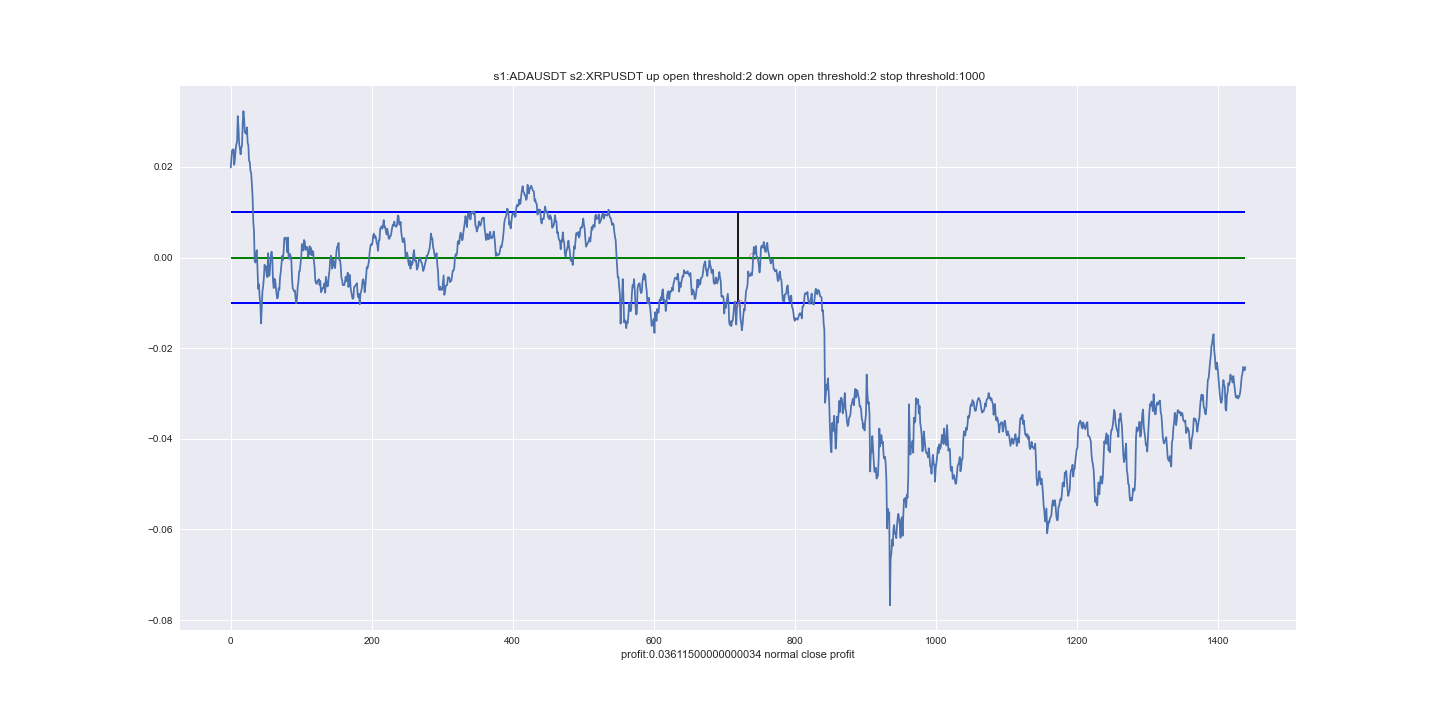 s1:ADAUSDT s2:XRPUSDT up open threshold:2 down open threshold:2 stop threshold:1000
0.02
0.00
−0.02
−0.04
−0.06
−0.08
0 200 400 600 800 1000 1200 1400
profit:0.03611500000000034 normal close profit